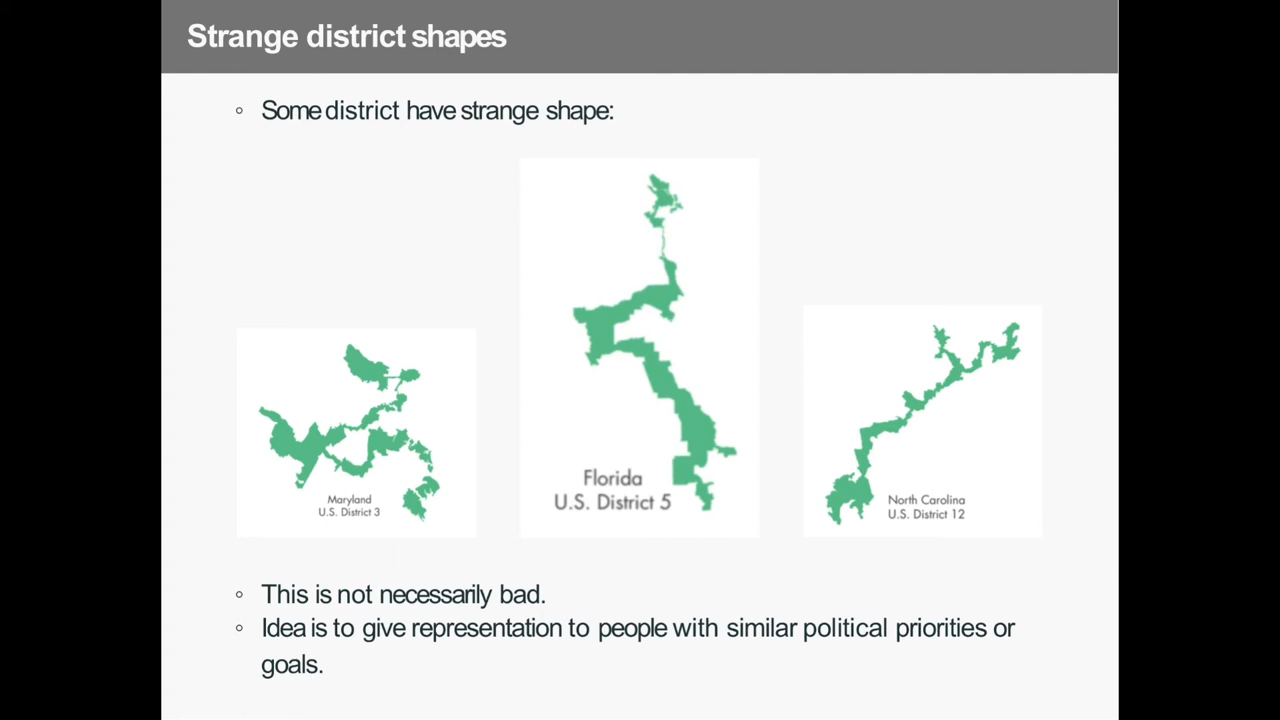 Strange district shapes
◦ Some district have strange shape:
Maryland
U.S. District 3
Florida
U.S. District 5
North Carolina
U.S. District 12
◦ This is not necessarily bad.
◦ Idea is to give representation to people with similar political priorities or
goals.